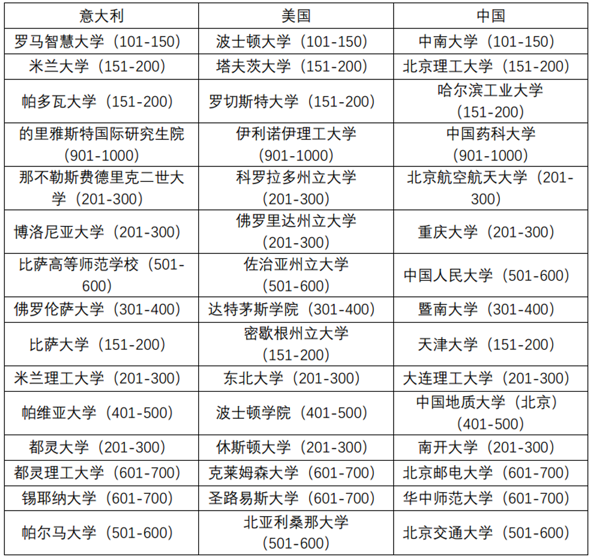 意大利 美国 中国
罗马智慧大学（101-150） 波士顿大学（101-150） 中南大学（101-150）
米兰大学（151-200） 塔夫茨大学（151-200） 北京理工大学（151-200）
帕多瓦大学（151-200） 罗切斯特大学（151-200） 哈尔滨工业大学
（151-200）
的里雅斯特国际研究生院 伊利诺伊理工大学 中国药科大学
（901-1000） （901-1000） （901-1000）
那不勒斯费德里克二世大 科罗拉多州立大学 北京航空航天大学（201-
学（201-300） （201-300） 300）
博洛尼亚大学（201-300） 佛罗里达州立大学 重庆大学（201-300）
（201-300）
比萨高等师范学校（501- 佐治亚州立大学 中国人民大学（501-600）
600） （501-600）
佛罗伦萨大学（301-400） 达特茅斯学院（301-400） 暨南大学（301-400）
比萨大学（151-200） 密歇根州立大学 天津大学（151-200）
（151-200）
米兰理工大学（201-300） 东北大学（201-300） 大连理工大学（201-300）
帕维亚大学（401-500） 波士顿学院（401-500） 中国地质大学（北京）
（401-500）
都灵大学（201-300） 休斯顿大学（201-300） 南开大学（201-300）
都灵理工大学（601-700） 克莱姆森大学（601-700） 北京邮电大学（601-700）
锡耶纳大学（601-700） 圣路易斯大学（601-700） 华中师范大学（601-700）
帕尔马大学（501-600） 北亚利桑那大学 北京交通大学（501-600）
（501-600）